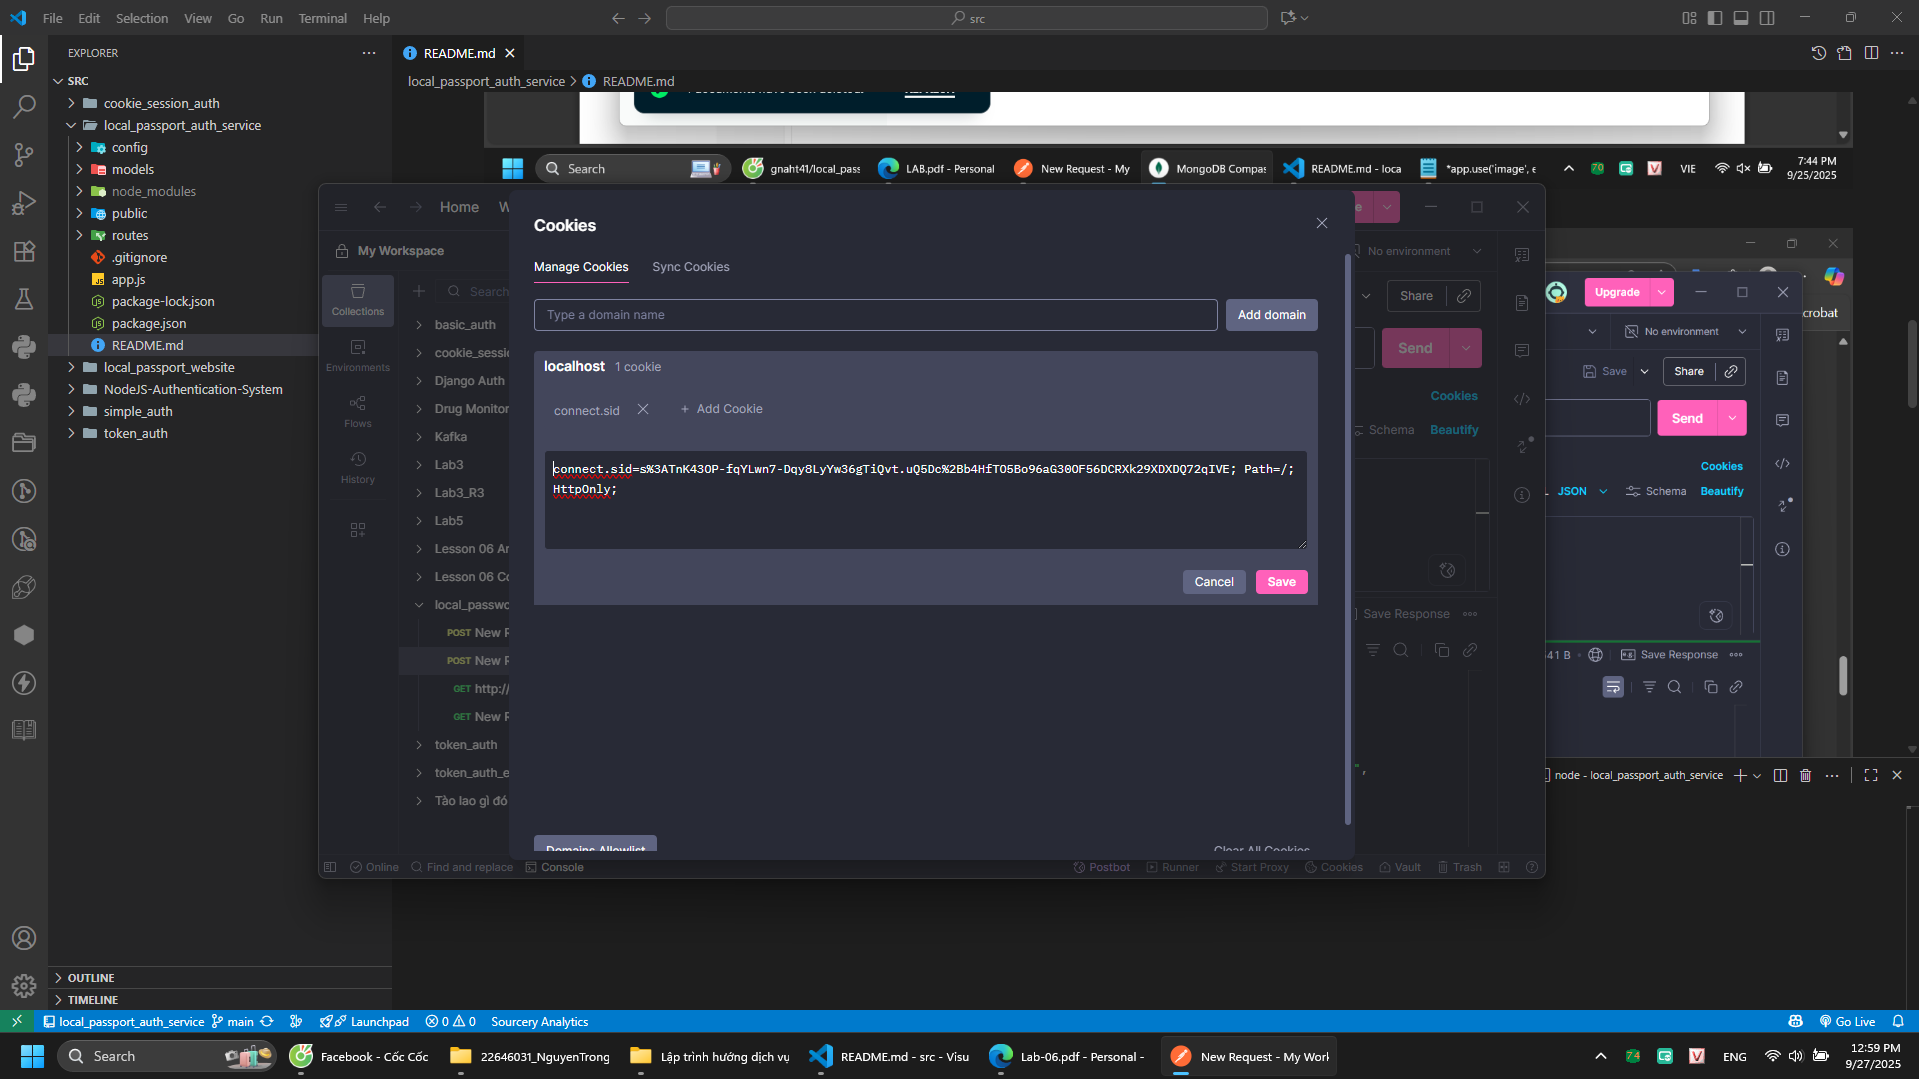 File Edit Selection View Go Run Terminal Help
src
EXPLORER
README.md
SRC
local_passport_auth_service > README.md
cookie_session_auth
local_passport_auth_service
config
models
node_modules
public
routes
.gitignore
app.js
package-lock.json
package.json
README.md
local_passport_website
NodeJS-Authentication-System
simple_auth
token_auth
Search
gnaht41/local_pass
LAB.pdf - Personal
New Request - My
MongoDB Compas
README.md - loca
*app.use('image', e
VIE
7:44 PM
9/25/2025
Home
My Workspace
Collections
Environments
Flows
History
Search
basic_auth
cookie_sessi
Django Auth
Drug Monitor
Kafka
Lab3
Lab3_R3
Lab5
Lesson 06 Ar
Lesson 06 Co
local_passwo
POST New R
POST New R
GET http://
GET New R
token_auth
token_auth_e
Tào lao gì đó
Cookies
Manage Cookies
Sync Cookies
Type a domain name
Add domain
localhost 1 cookie
connect.sid
+ Add Cookie
connect.sid=s%3ATnK43OP-fqYLwn7-Dqy8LyYw36gTiQvt.uQ5Dc%2Bb4HfTO5Bo96aG30OF56DCRXk29XDXDQ72qIVE; Path=/;
HttpOnly;
Cancel
Save
Domains Allowlist
Clear All Cookies
No environment
Share
Send
Cookies
Schema
Beautify
Save Response
Upgrade
crobat
No environment
Save
Share
Send
Cookies
JSON
Schema
Beautify
41 B
Save Response
Online
Find and replace
Console
Postbot
Runner
Start Proxy
Cookies
Vault
Trash
node - local_passport_auth_service
OUTLINE
TIMELINE
local_passport_auth_service
main
Launchpad
0
0
Sourcery Analytics
Go Live
Search
Facebook - Cốc Cốc
22646031_NguyenTrong
Lập trình hướng dịch vụ
README.md - src - Visu
Lab-06.pdf - Personal -
New Request - My Work
ENG
12:59 PM
9/27/2025